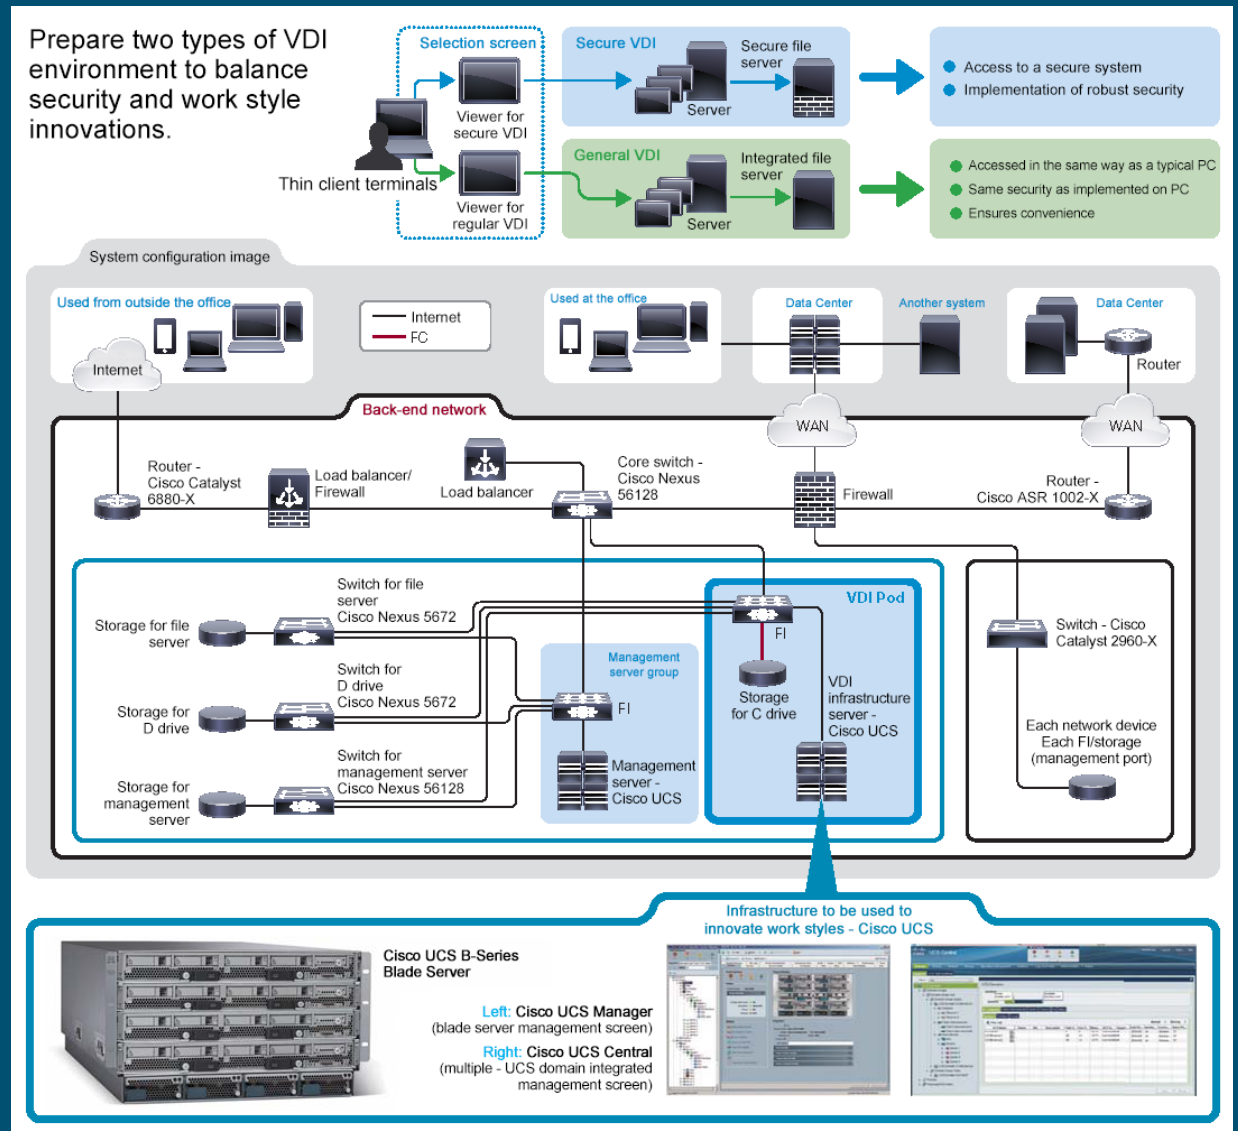 Prepare two types of VDI
environment to balance
security and work style
innovations.
Selection screen
Viewer for
secure VDI
Viewer for
regular VDI
Thin client terminals
Secure VDI
Server
Secure file
server
Access to a secure system
Implementation of robust security
General VDI
Server
Integrated file
server
Accessed in the same way as a typical PC
Same security as implemented on PC
Ensures convenience
System configuration image
Used from outside the office
Internet
Internet
FC
Used at the office
Data Center
Another system
Data Center
Router
WAN
WAN
Back-end network
Router -
Cisco Catalyst
6880-X
Load balancer/
Firewall
Load balancer
Core switch -
Cisco Nexus
56128
Firewall
Router -
Cisco ASR 1002-X
Switch for file
server
Cisco Nexus 5672
Storage for file
server
Switch for
D drive
Cisco Nexus 5672
Storage for
D drive
Switch for
management server
Cisco Nexus 56128
Storage for
management
server
Management
server group
FI
Management
server -
Cisco UCS
VDI Pod
FI
Storage
for C drive
VDI
infrastructure
server -
Cisco UCS
Switch - Cisco
Catalyst 2960-X
Each network device
Each FI/storage
(management port)
Infrastructure to be used to
innovate work styles - Cisco UCS
Cisco UCS B-Series
Blade Server
Left: Cisco UCS Manager
(blade server management screen)
Right: Cisco UCS Central
(multiple - UCS domain integrated
management screen)
UCS Central